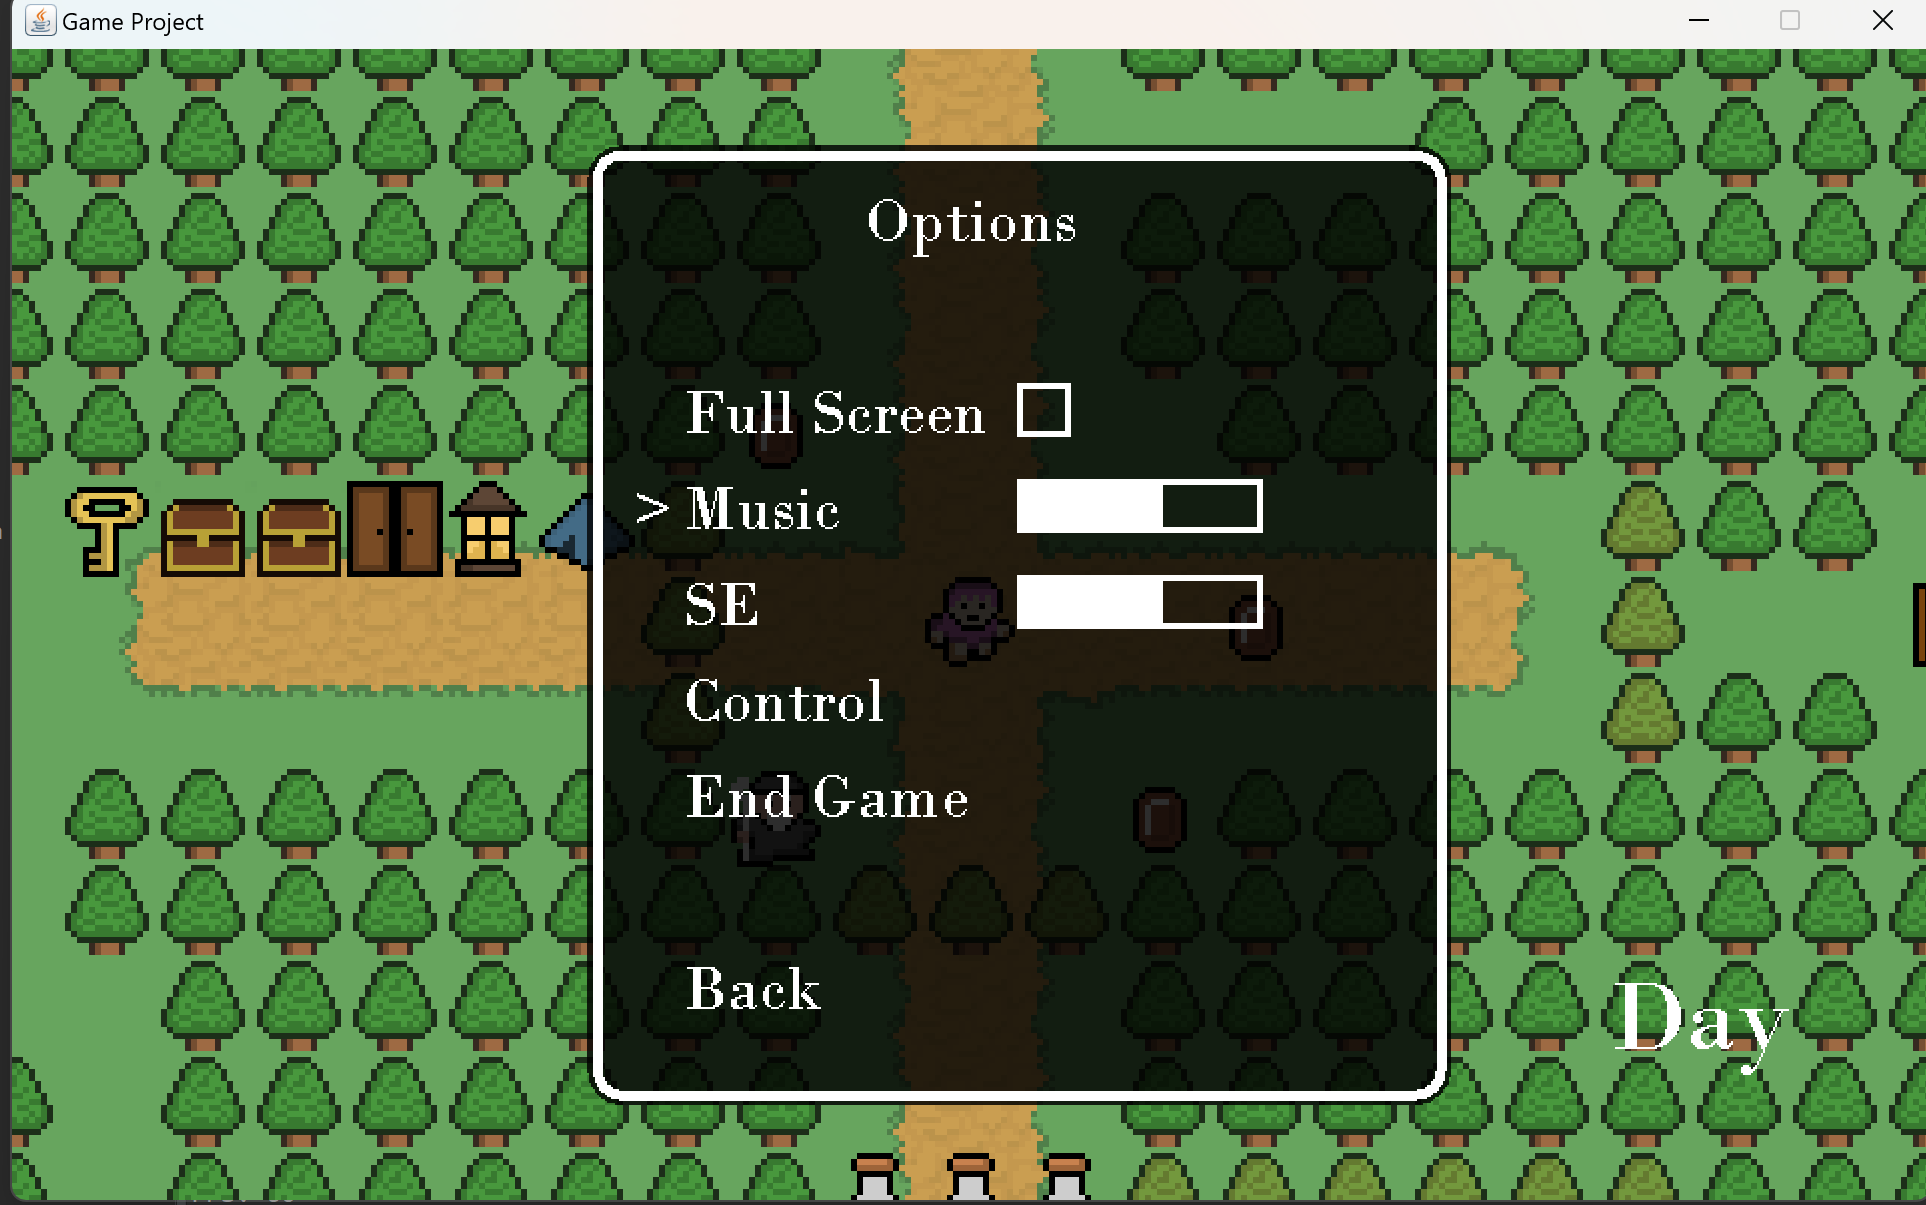 Game Project
Options
Full Screen
> Music
SE
Control
End Game
Back
Day